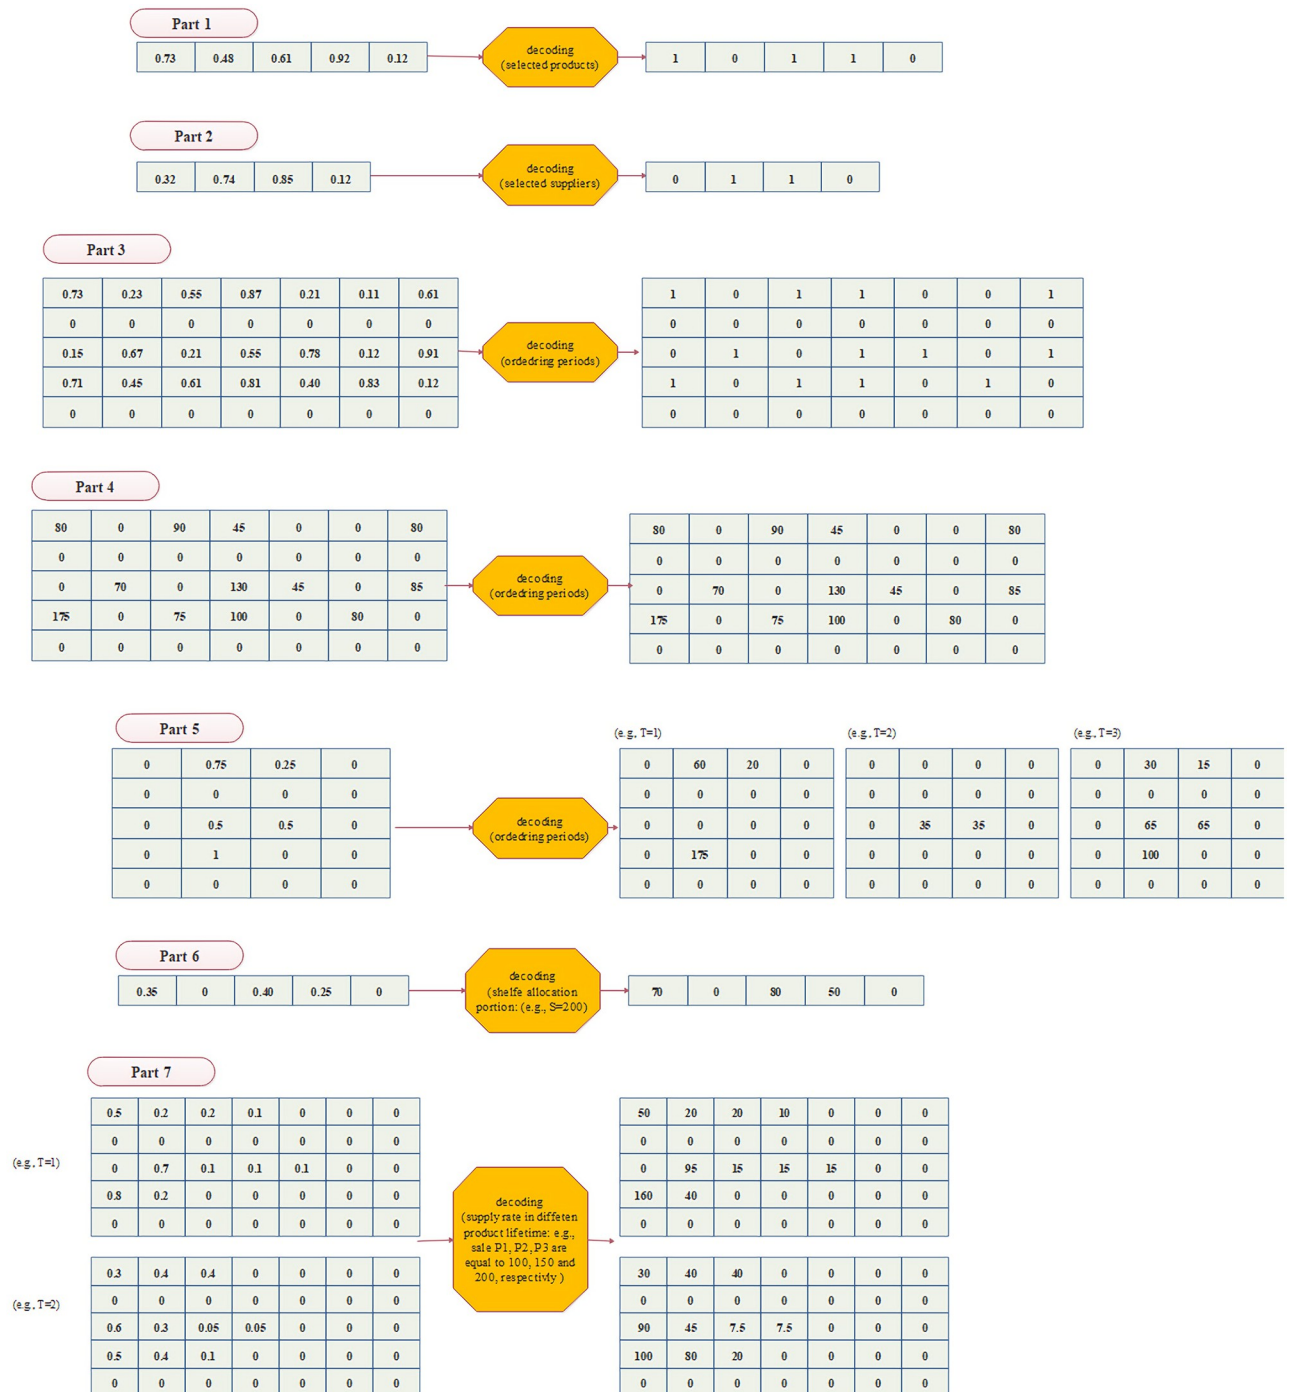 Part 1
0.73 0.48 0.61 0.92 0.12
decoding
(selected products)
1 0 1 1 0
Part 2
0.32 0.74 0.85 0.12
decoding
(selected suppliers)
0 1 1 0
Part 3
0.73 0.23 0.55 0.87 0.21 0.11 0.61
0 0 0 0 0 0 0
0.15 0.67 0.21 0.55 0.78 0.12 0.91
0.71 0.45 0.61 0.81 0.40 0.83 0.12
0 0 0 0 0 0 0
decoding
(ordedring periods)
1 0 1 1 0 0 1
0 0 0 0 0 0 0
0 1 0 1 1 0 1
1 0 1 1 0 1 0
0 0 0 0 0 0 0
Part 4
80 0 90 45 0 0 80
0 0 0 0 0 0 0
0 70 0 130 45 0 85
175 0 75 100 0 80 0
0 0 0 0 0 0 0
decoding
(ordedring periods)
80 0 90 45 0 0 80
0 0 0 0 0 0 0
0 70 0 130 45 0 85
175 0 75 100 0 80 0
0 0 0 0 0 0 0
Part 5
0 0.75 0.25 0
0 0 0 0
0 0.5 0.5 0
0 1 0 0
0 0 0 0
decoding
(ordedring periods)
(e.g., T=1)
0 60 20 0
0 0 0 0
0 0 0 0
0 175 0 0
0 0 0 0
(e.g., T=2)
0 0 0 0
0 0 0 0
0 35 35 0
0 0 0 0
0 0 0 0
(e.g., T=3)
0 30 15 0
0 0 0 0
0 65 65 0
0 100 0 0
0 0 0 0
Part 6
0.35 0 0.40 0.25 0
decoding
(shelfe allocation
portion: (e.g., S=200)
70 0 80 50 0
Part 7
(e.g., T=1)
0.5 0.2 0.2 0.1 0 0 0
0 0 0 0 0 0 0
0 0.7 0.1 0.1 0.1 0 0
0.8 0.2 0 0 0 0 0
0 0 0 0 0 0 0
(e.g., T=2)
0.3 0.4 0.4 0 0 0 0
0 0 0 0 0 0 0
0.6 0.3 0.05 0.05 0 0 0
0.5 0.4 0.1 0 0 0 0
0 0 0 0 0 0 0
decoding
(supply rate in differen
product lifetime: e.g.,
sale P1, P2, P3 are
equal to 100, 150 and
200, respectivly )
50 20 20 10 0 0 0
0 0 0 0 0 0 0
0 95 15 15 15 0 0
160 40 0 0 0 0 0
0 0 0 0 0 0 0
30 40 40 0 0 0 0
0 0 0 0 0 0 0
90 45 7.5 7.5 0 0 0
100 80 20 0 0 0 0
0 0 0 0 0 0 0